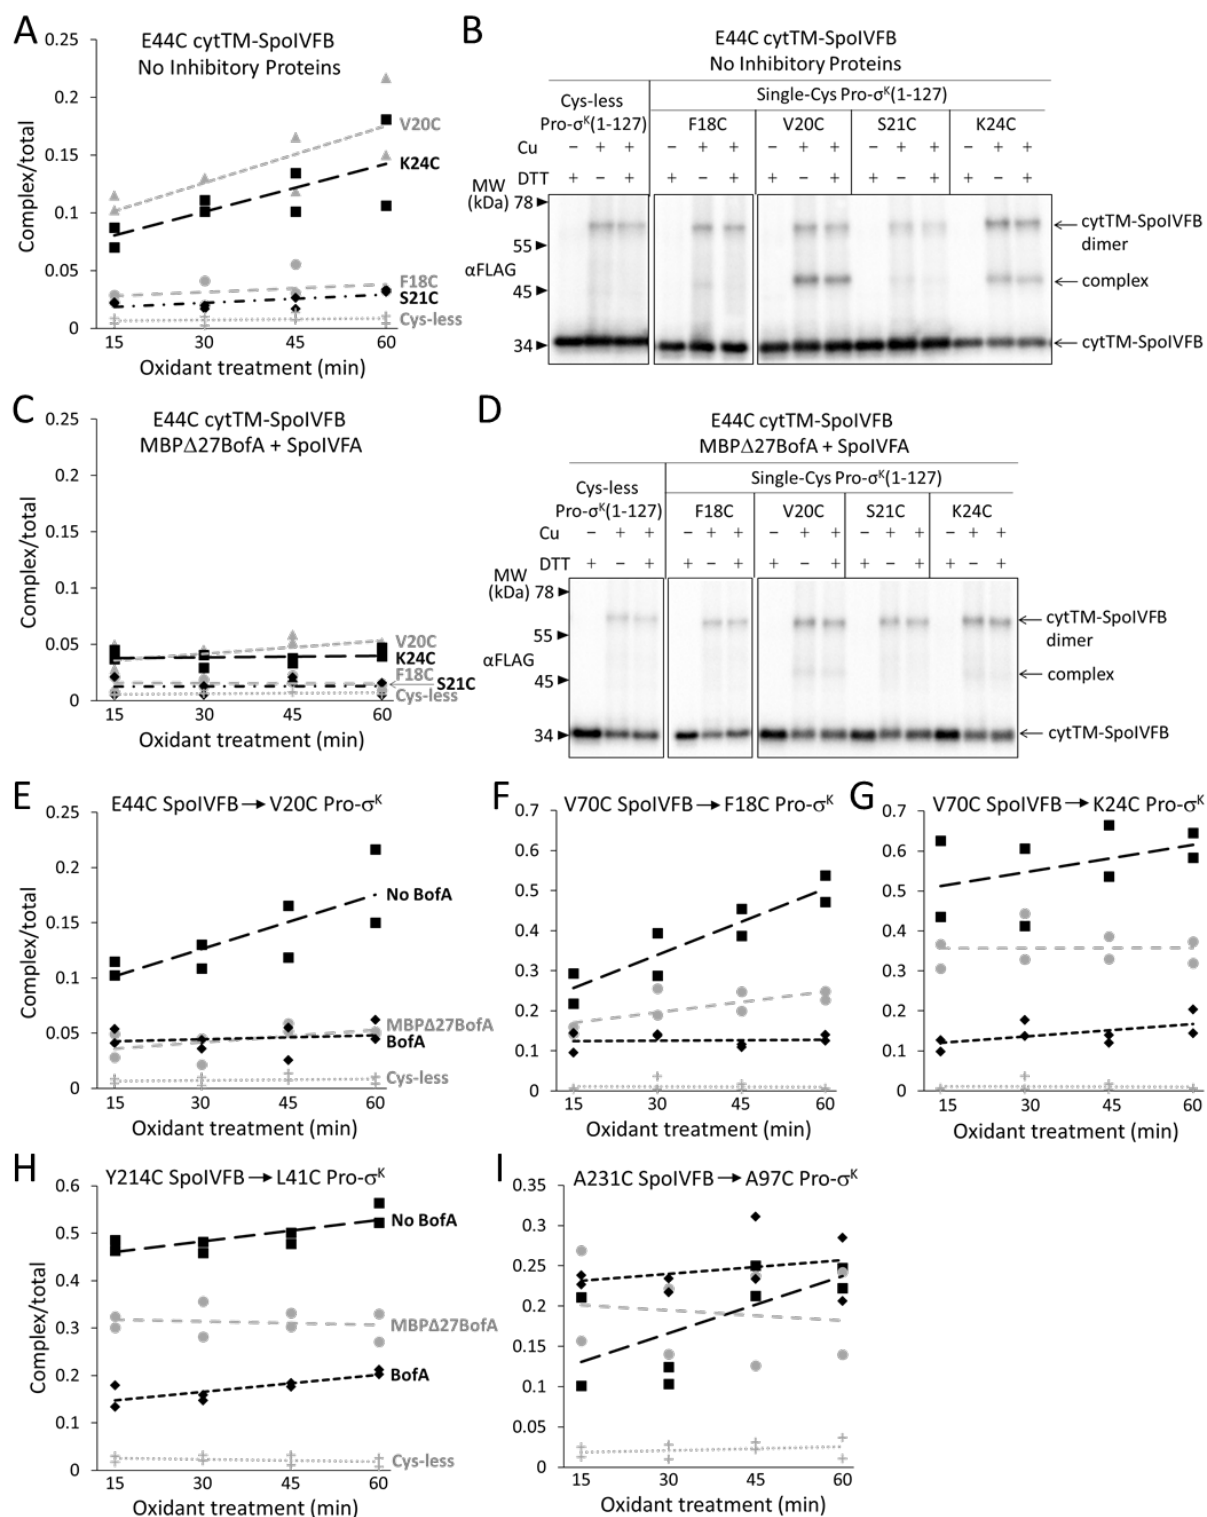 A
E44C cytTM-SpoIVFB
No Inhibitory Proteins
Complex/total
0.25
0.2
0.15
0.1
0.05
0
V20C
K24C
F18C
S21C
Cys-less
15 30 45 60
Oxidant treatment (min)
B
E44C cytTM-SpoIVFB
No Inhibitory Proteins
Cys-less
Pro-σᴷ(1-127)
Single-Cys Pro-σᴷ(1-127)
F18C V20C S21C K24C
Cu − + + − + + − + + − + + − + +
DTT + − + + − + + − + + − + + − +
MW
(kDa)
78
55
45
34
αFLAG
cytTM-SpoIVFB
dimer
complex
cytTM-SpoIVFB
C
E44C cytTM-SpoIVFB
MBPΔ27BofA + SpoIVFA
Complex/total
0.25
0.2
0.15
0.1
0.05
0
V20C
K24C
F18C
S21C
Cys-less
15 30 45 60
Oxidant treatment (min)
D
E44C cytTM-SpoIVFB
MBPΔ27BofA + SpoIVFA
Cys-less
Pro-σᴷ(1-127)
Single-Cys Pro-σᴷ(1-127)
F18C V20C S21C K24C
Cu − + + − + + − + + − + + − + +
DTT + − + + − + + − + + − + + − +
MW
(kDa)
78
55
45
34
αFLAG
cytTM-SpoIVFB
dimer
complex
cytTM-SpoIVFB
E
E44C SpoIVFB → V20C Pro-σᴷ
Complex/total
0.25
0.2
0.15
0.1
0.05
0
No BofA
MBPΔ27BofA
BofA
Cys-less
15 30 45 60
Oxidant treatment (min)
F
V70C SpoIVFB → F18C Pro-σᴷ
0.7
0.6
0.5
0.4
0.3
0.2
0.1
0
15 30 45 60
Oxidant treatment (min)
G
V70C SpoIVFB → K24C Pro-σᴷ
0.7
0.6
0.5
0.4
0.3
0.2
0.1
0
15 30 45 60
Oxidant treatment (min)
H
Y214C SpoIVFB → L41C Pro-σᴷ
Complex/total
0.6
0.5
0.4
0.3
0.2
0.1
0
No BofA
MBPΔ27BofA
BofA
Cys-less
15 30 45 60
Oxidant treatment (min)
I
A231C SpoIVFB → A97C Pro-σᴷ
0.35
0.3
0.25
0.2
0.15
0.1
0.05
0
15 30 45 60
Oxidant treatment (min)